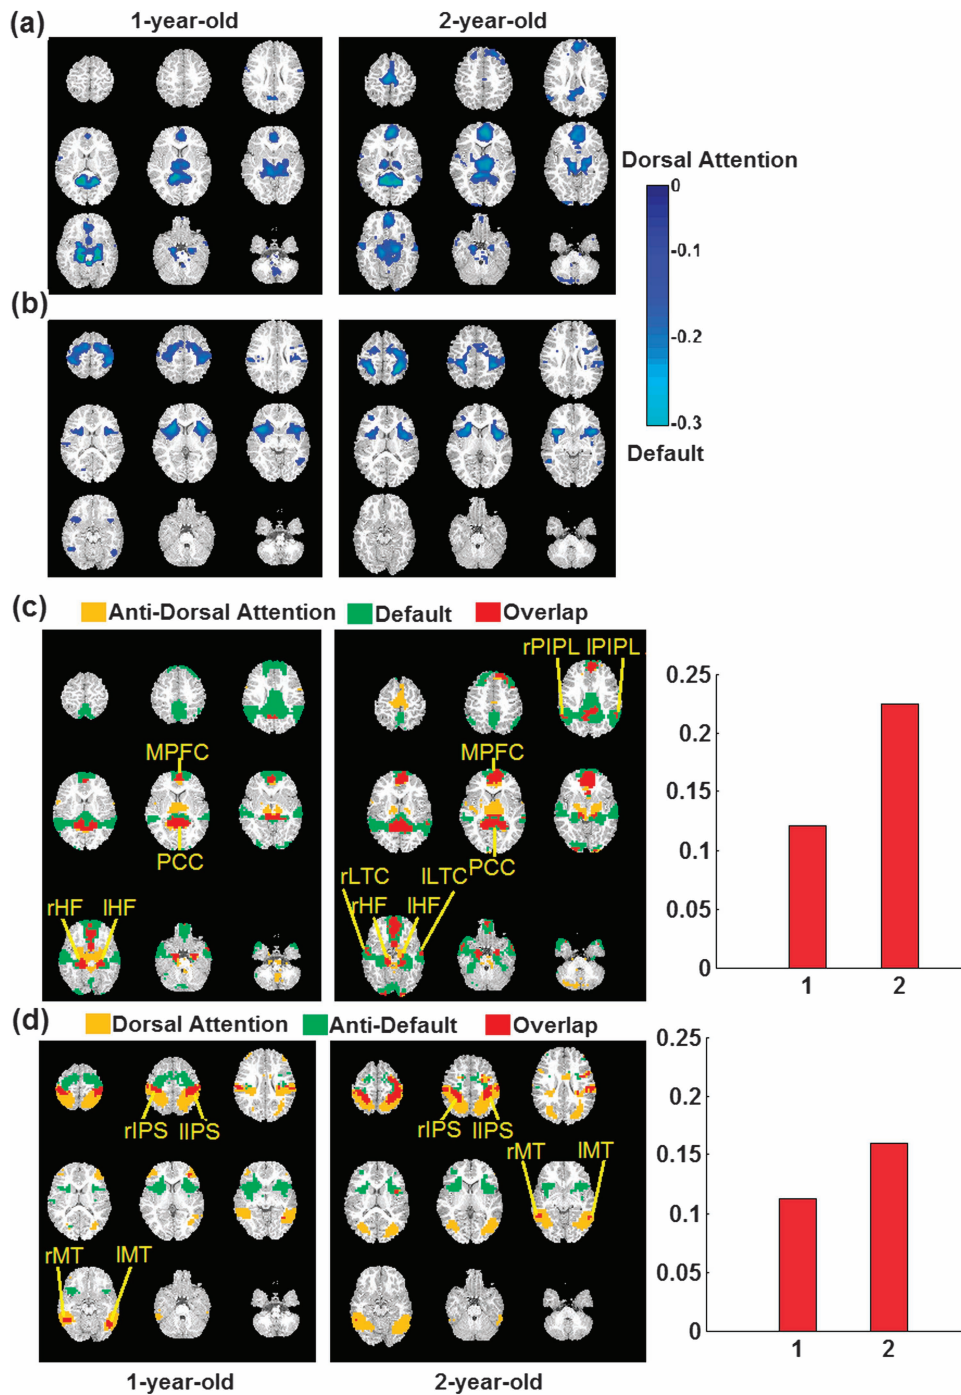 (a) 1-year-old 2-year-old
Dorsal Attention
0
-0.1
-0.2
-0.3
Default
(b)
(c) Anti-Dorsal Attention Default Overlap
rPIPL lPIPL
MPFC MPFC
PCC PCC
rLTC lLTC
rHF lHF rHF lHF
0.25
0.2
0.15
0.1
0.05
0
1 2
(d) Dorsal Attention Anti-Default Overlap
rIPS lIPS rIPS lIPS
rMT lMT
rMT lMT
0.25
0.2
0.15
0.1
0.05
0
1 2
1-year-old 2-year-old